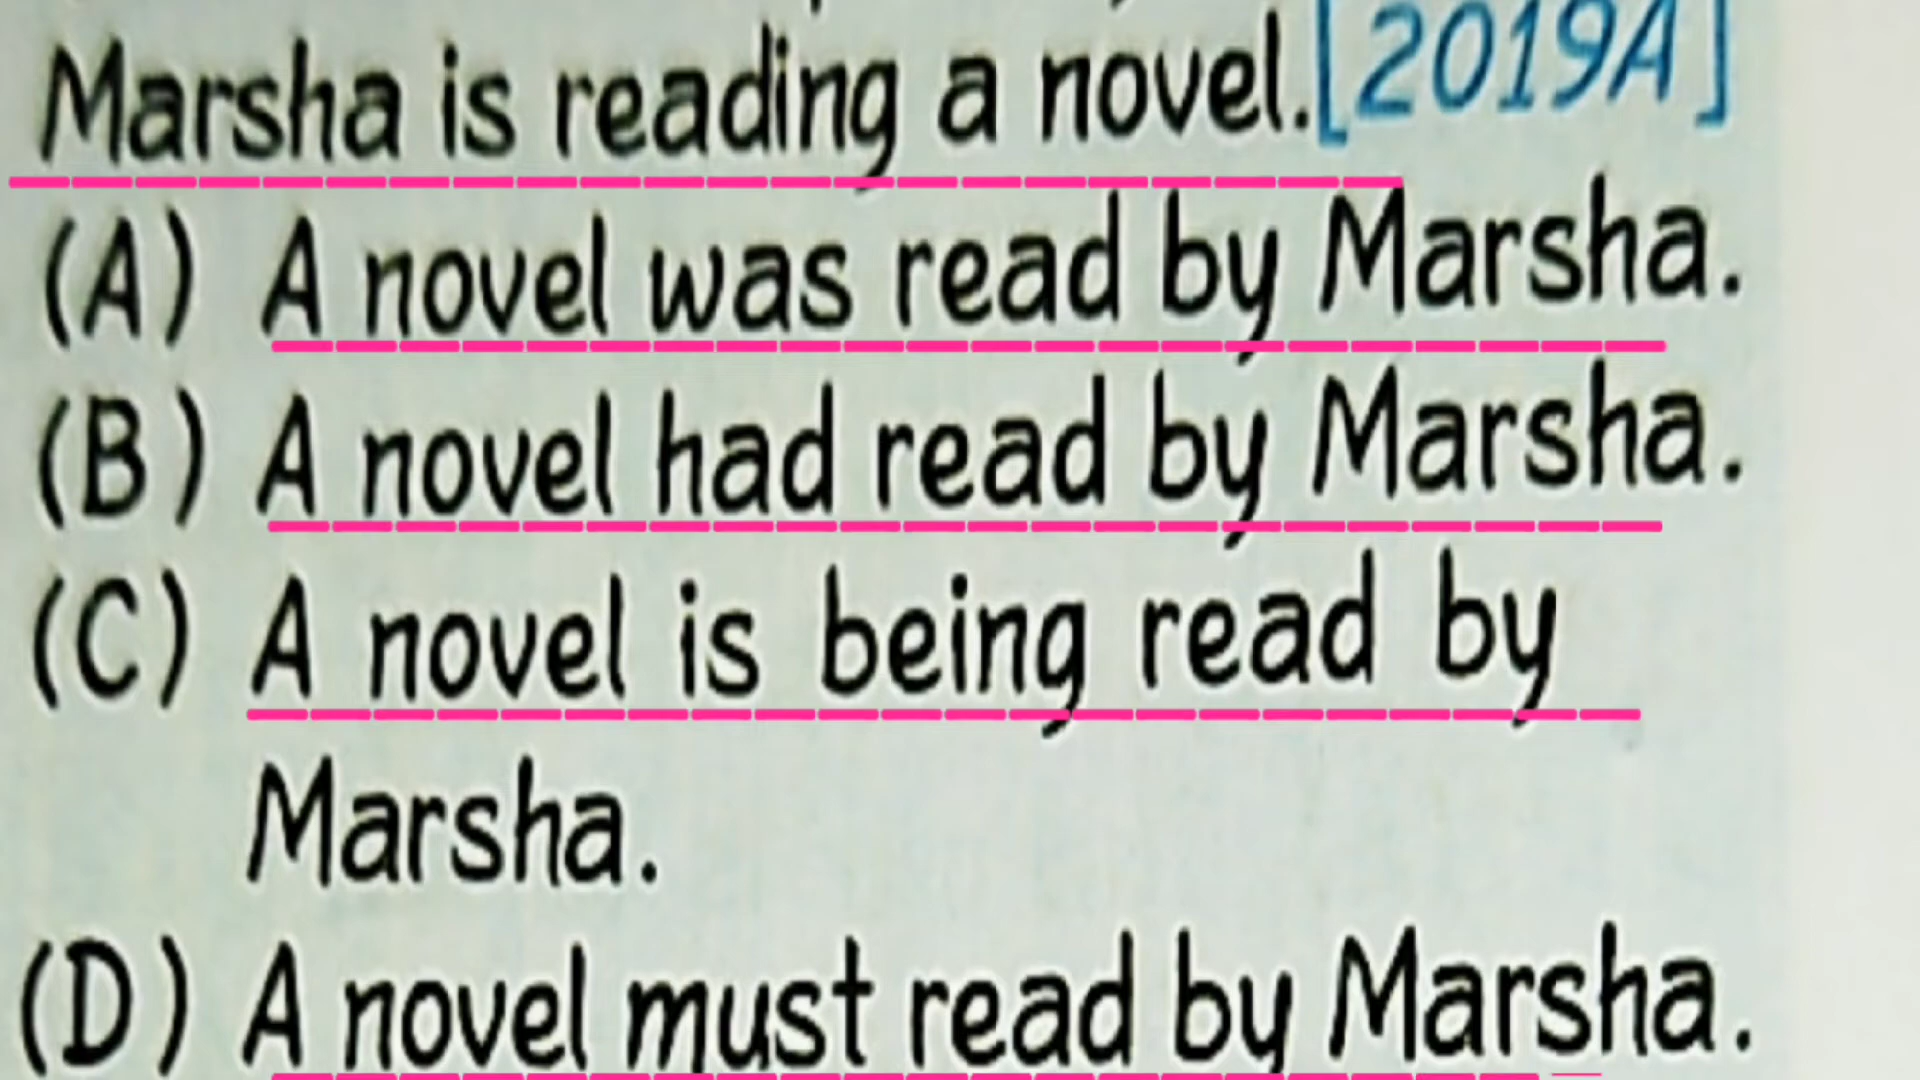 Marsha is reading a novel.[2019A]
(A) A novel was read by Marsha.
(B) A novel had read by Marsha.
(C) A novel is being read by
Marsha.
(D) A novel must read by Marsha.